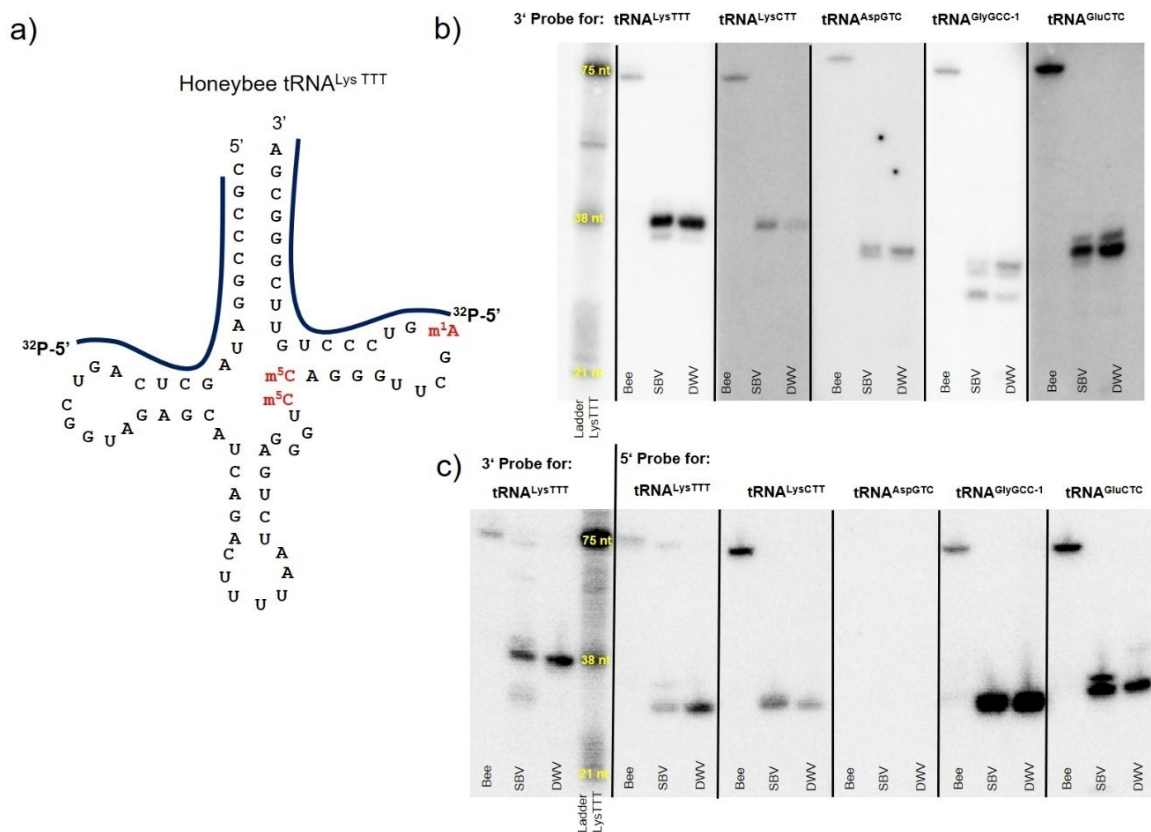 a)
Honeybee tRNA^Lys TTT
5'
3'
C G C C C G G A U A
A G C G G G C U U G
³²P-5'
U G A C U C G
C G G U A G A G C A
U C A G A C U U U U
A A U C U G A G
G G U
m⁵C
m⁵C
A G G G U U C G
m¹A
G U C C C U
³²P-5'
b)
3' Probe for: tRNA^LysTTT tRNA^LysCTT tRNA^AspGTC tRNA^GlyGCC-1 tRNA^GluCTC
75 nt
38 nt
21 nt
Ladder LysTTT
Bee SBV DWV Bee SBV DWV Bee SBV DWV Bee SBV DWV Bee SBV DWV
c)
3' Probe for: 5' Probe for:
tRNA^LysTTT tRNA^LysTTT tRNA^LysCTT tRNA^AspGTC tRNA^GlyGCC-1 tRNA^GluCTC
75 nt
38 nt
21 nt
Bee SBV DWV Ladder LysTTT Bee SBV DWV Bee SBV DWV Bee SBV DWV Bee SBV DWV Bee SBV DWV